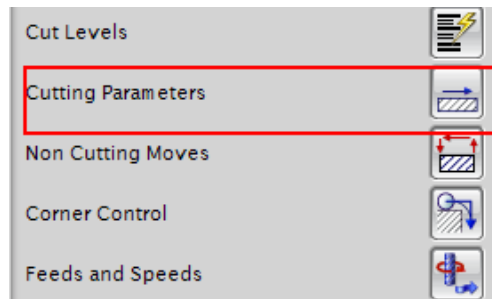 Cut Levels
Cutting Parameters
Non Cutting Moves
Corner Control
Feeds and Speeds